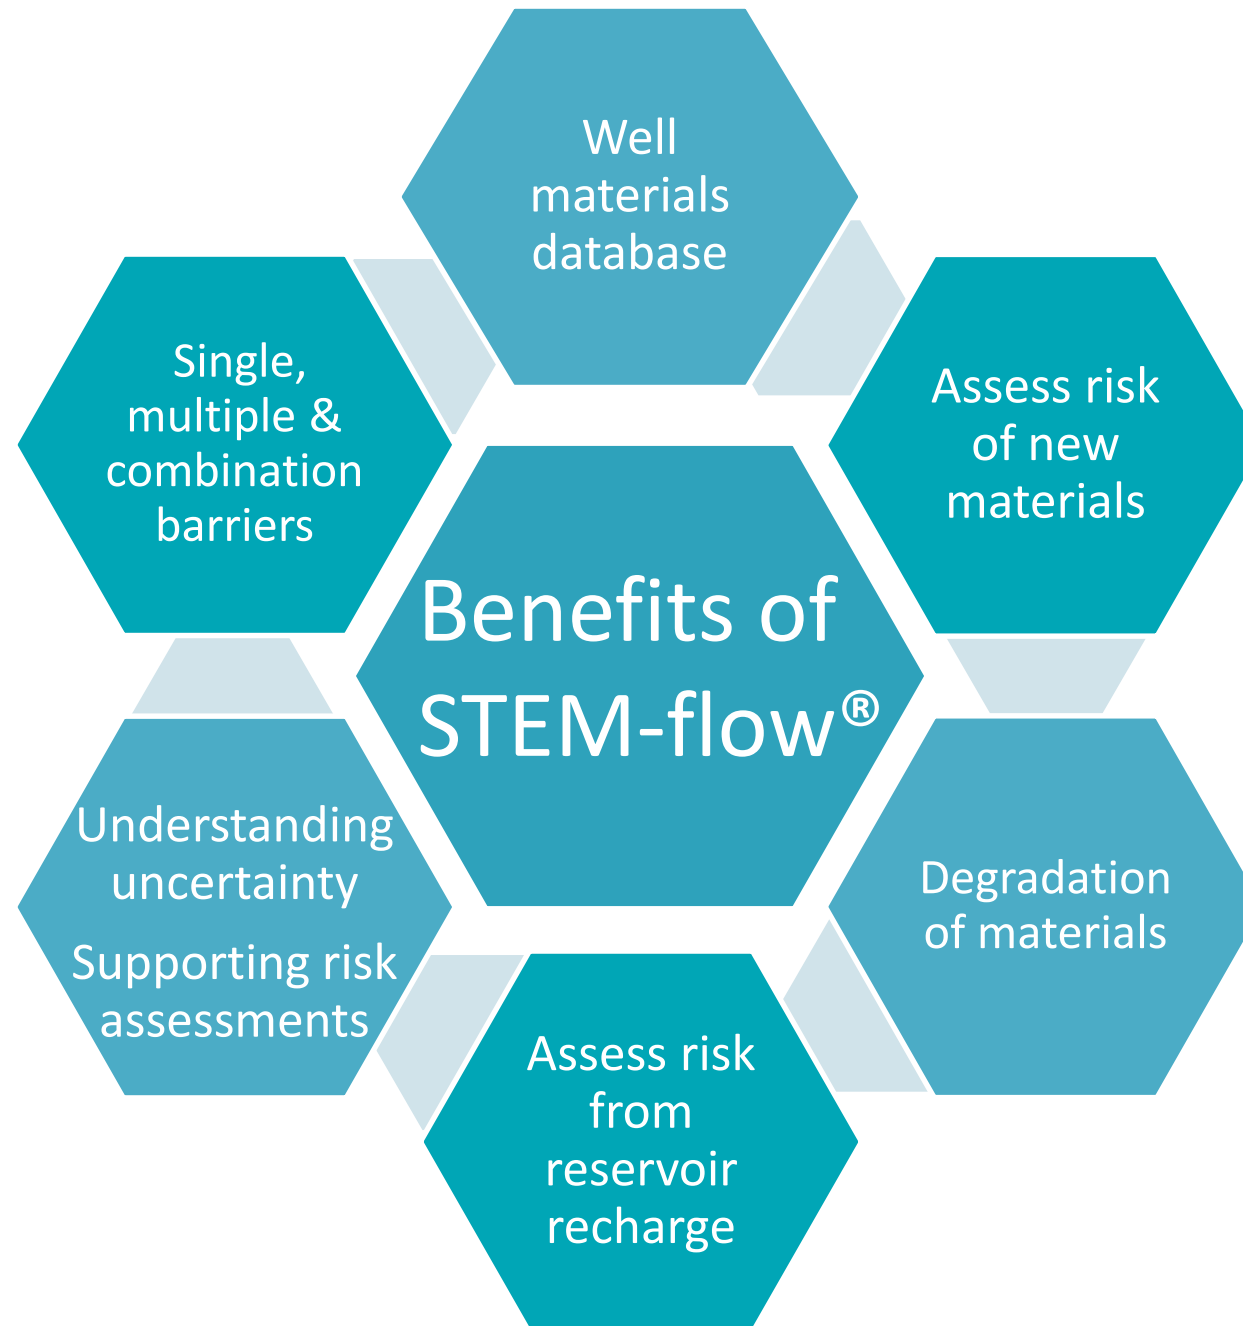 Well
materials
database
Single,
multiple &
combination
barriers
Assess risk
of new
materials
Benefits of
STEM-flow®
Understanding
uncertainty
Supporting risk
assessments
Degradation
of materials
Assess risk
from
reservoir
recharge